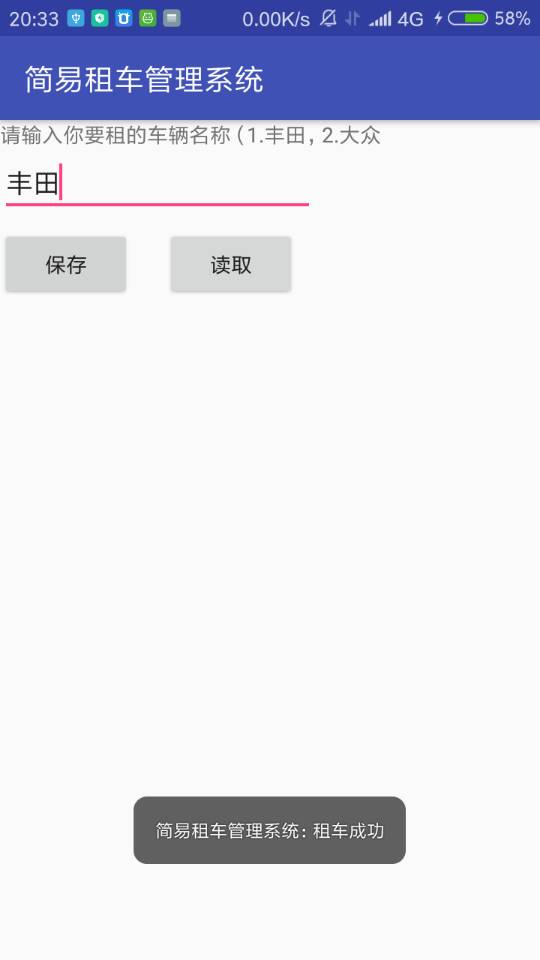 20:33 0.00K/s 4G 58%
简易租车管理系统
请输入你要租的车辆名称 (1.丰田, 2.大众
丰田
保存 读取
简易租车管理系统: 租车成功